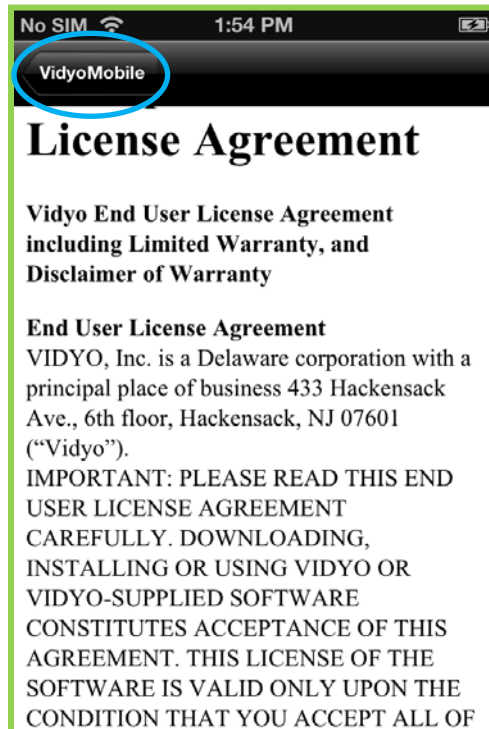 No SIM 1:54 PM
VidyoMobile
License Agreement
Vidyo End User License Agreement
including Limited Warranty, and
Disclaimer of Warranty
End User License Agreement
VIDYO, Inc. is a Delaware corporation with a
principal place of business 433 Hackensack
Ave., 6th floor, Hackensack, NJ 07601
(“Vidyo”).
IMPORTANT: PLEASE READ THIS END
USER LICENSE AGREEMENT
CAREFULLY. DOWNLOADING,
INSTALLING OR USING VIDYO OR
VIDYO-SUPPLIED SOFTWARE
CONSTITUTES ACCEPTANCE OF THIS
AGREEMENT. THIS LICENSE OF THE
SOFTWARE IS VALID ONLY UPON THE
CONDITION THAT YOU ACCEPT ALL OF